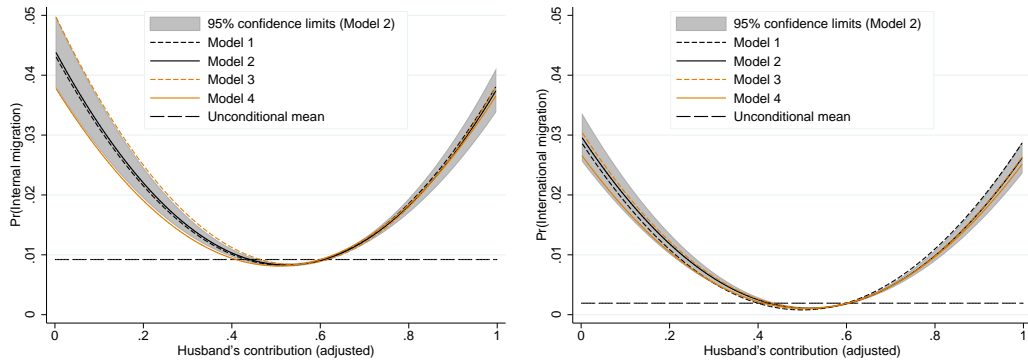 .05
.04
.03
.02
.01
0
Pr(Internal migration)
95% confidence limits (Model 2)
Model 1
Model 2
Model 3
Model 4
Unconditional mean
0 .2 .4 .6 .8 1
Husband's contribution (adjusted)
.05
.04
.03
.02
.01
0
Pr(International migration)
95% confidence limits (Model 2)
Model 1
Model 2
Model 3
Model 4
Unconditional mean
0 .2 .4 .6 .8 1
Husband's contribution (adjusted)